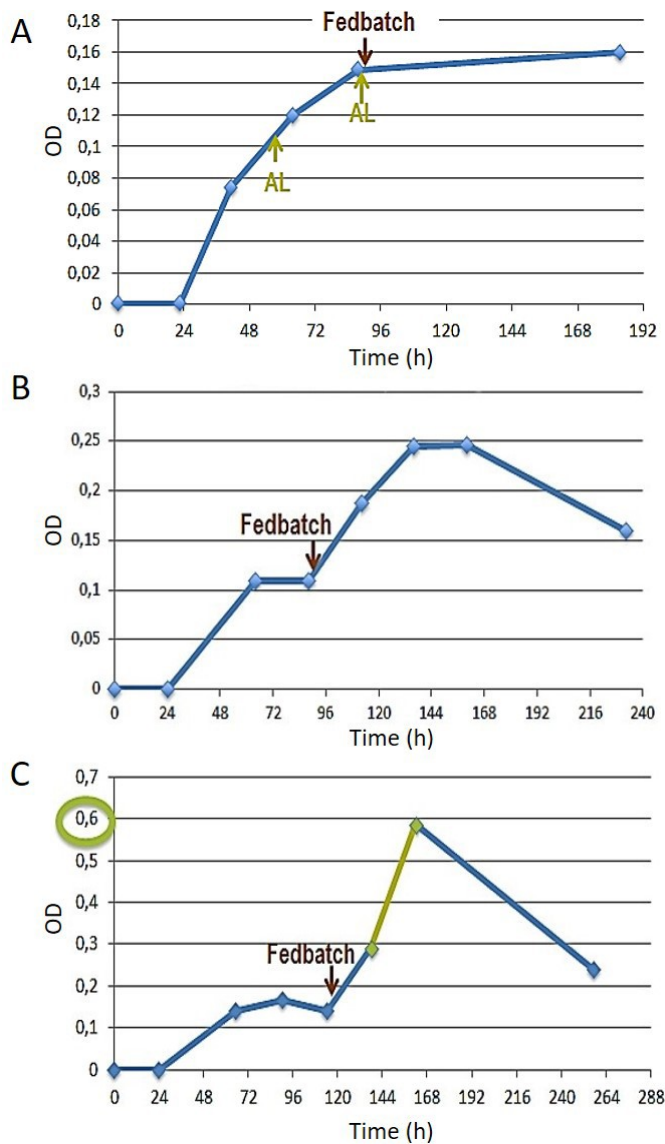 A
Fedbatch
0,18
0,16
0,14
0,12
0,1
0,08
0,06
0,04
0,02
0
OD
AL
AL
0 24 48 72 96 120 144 168 192
Time (h)
B
0,3
0,25
0,2
0,15
0,1
0,05
0
OD
Fedbatch
0 24 48 72 96 120 144 168 192 216 240
Time (h)
C
0,7
0,6
0,5
0,4
0,3
0,2
0,1
0
OD
Fedbatch
0 24 48 72 96 120 144 168 192 216 240 264 288
Time (h)